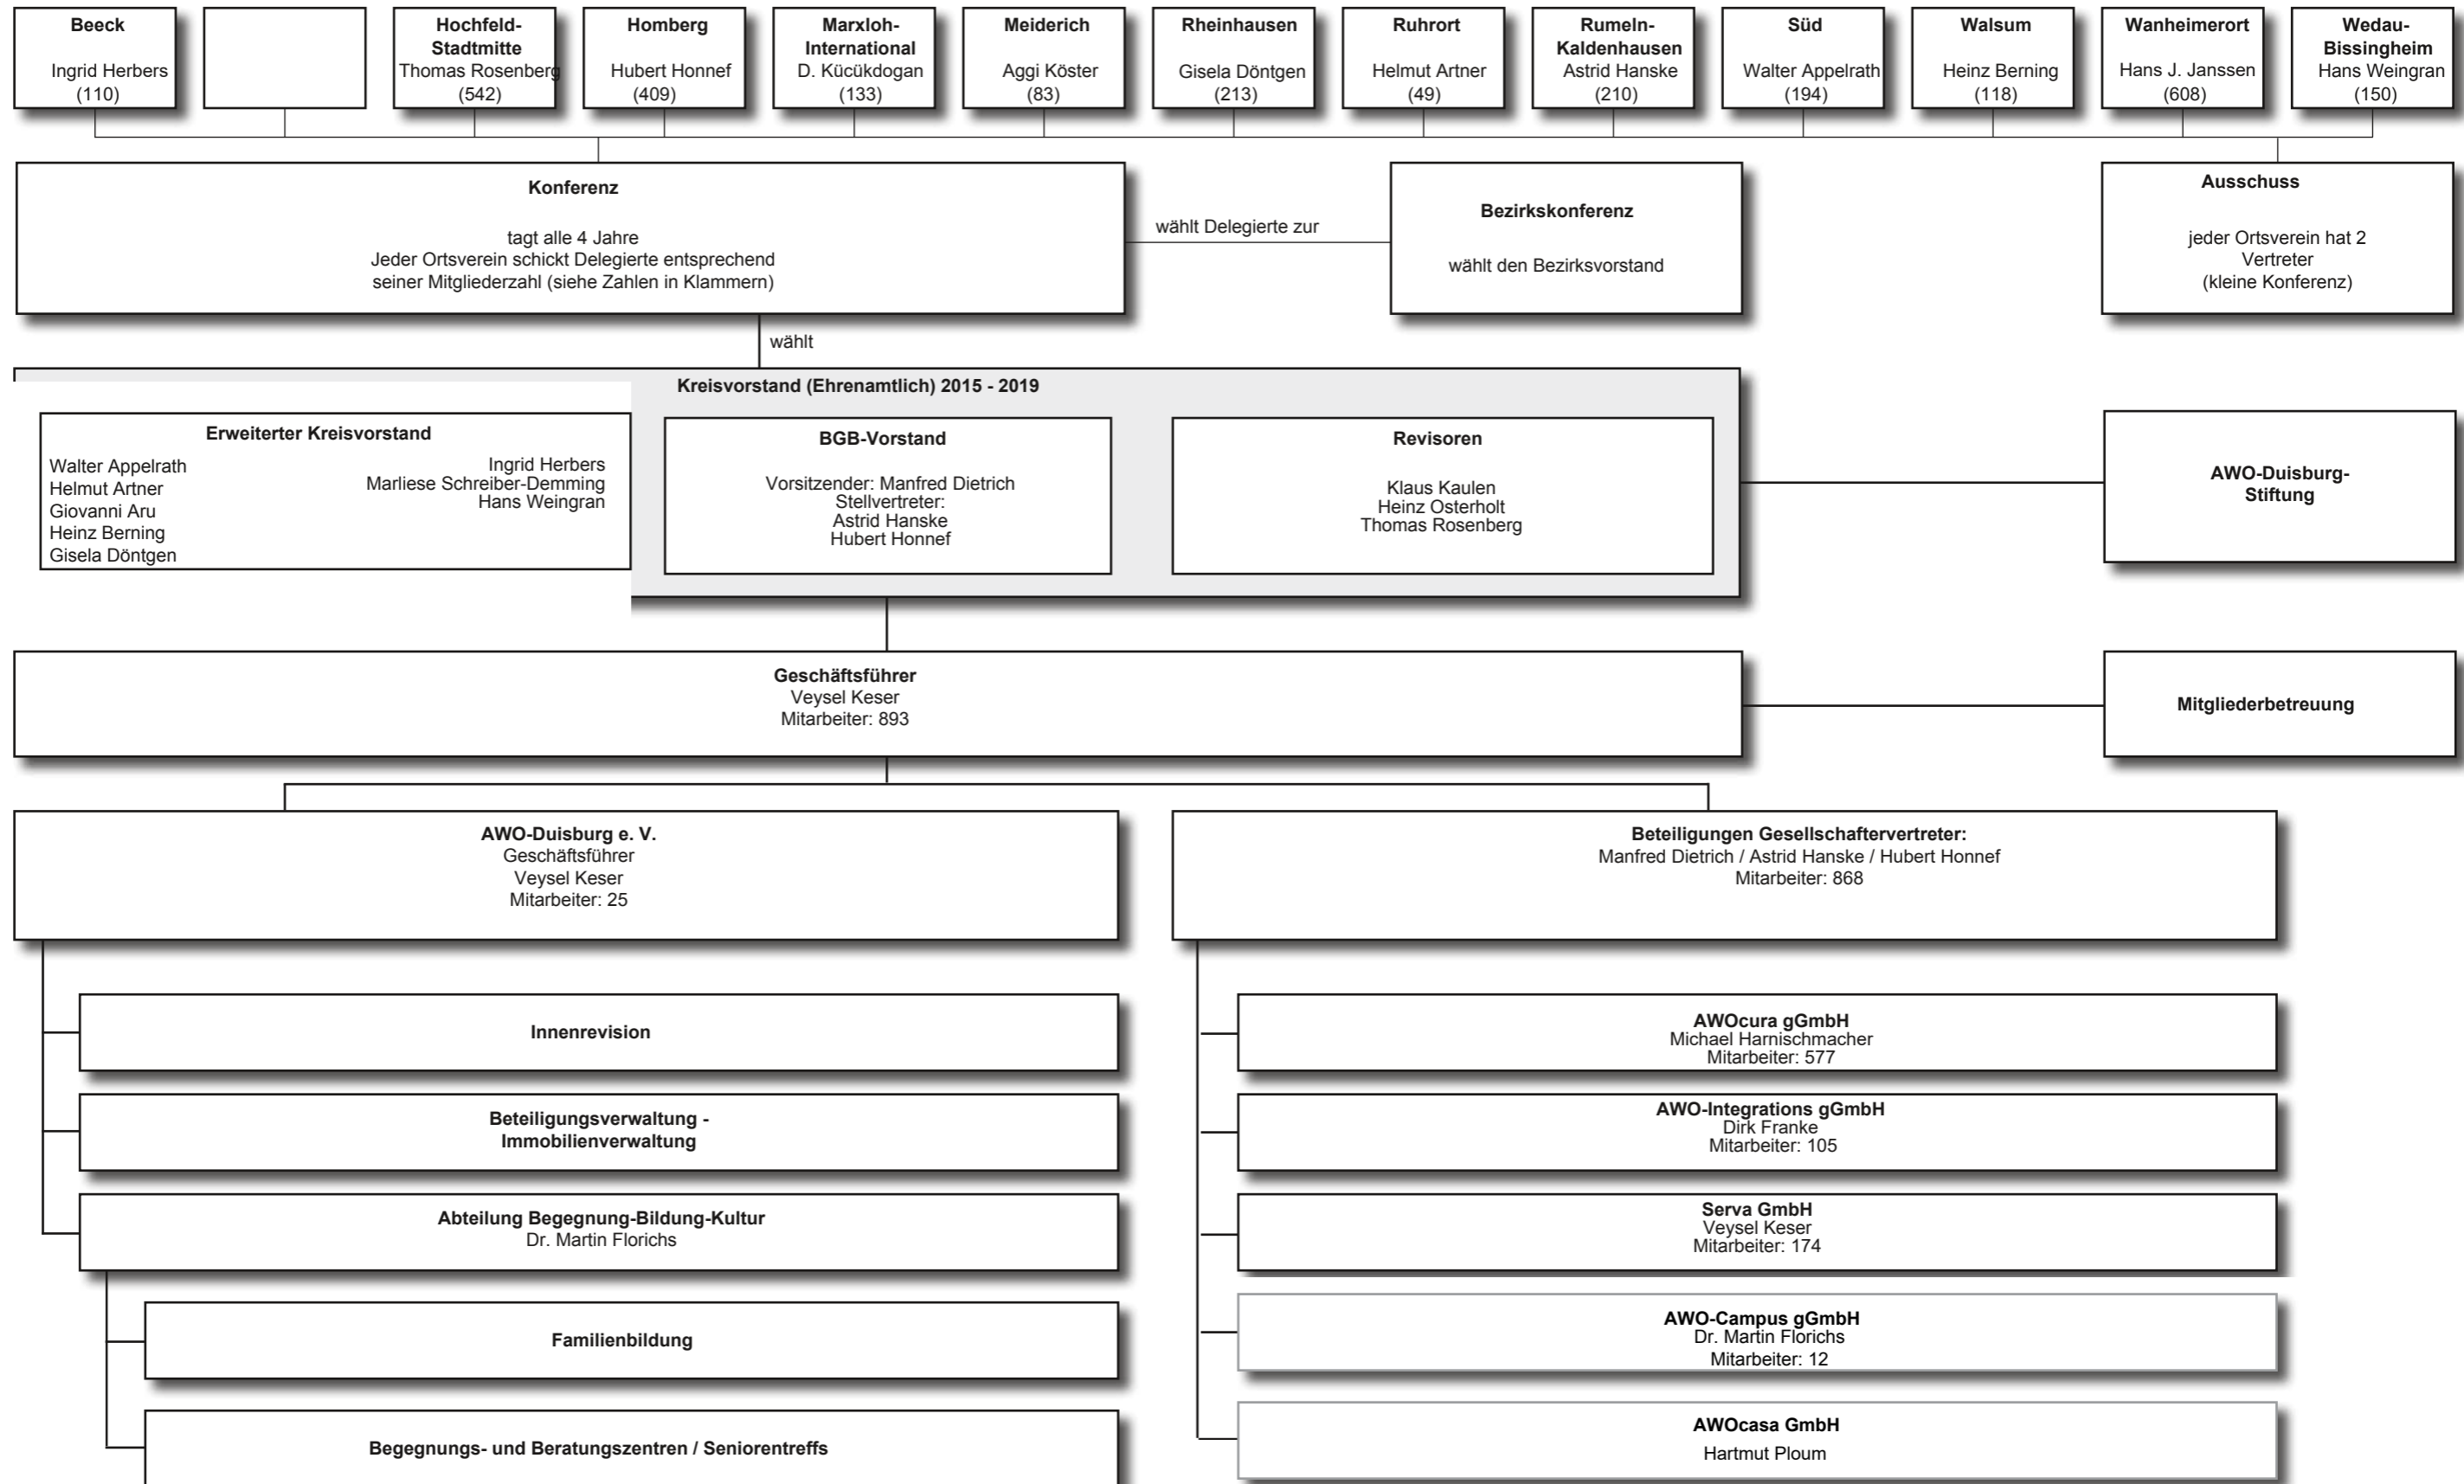 Beeck
Ingrid Herbers
(110)
Hochfeld-
Stadtmitte
Thomas Rosenberg
(542)
Homberg
Hubert Honnef
(409)
Marxloh-
International
D. Kücükdogan
(133)
Meiderich
Aggi Köster
(83)
Rheinhausen
Gisela Döntgen
(213)
Ruhrort
Helmut Artner
(49)
Rumeln-
Kaldenhausen
Astrid Hanske
(210)
Süd
Walter Appelrath
(194)
Walsum
Heinz Berning
(118)
Wanheimerort
Hans J. Janssen
(608)
Wedau-
Bissingheim
Hans Weingran
(150)
Konferenz
tagt alle 4 Jahre
Jeder Ortsverein schickt Delegierte entsprechend
seiner Mitgliederzahl (siehe Zahlen in Klammern)
wählt Delegierte zur
Bezirkskonferenz
wählt den Bezirksvorstand
Ausschuss
jeder Ortsverein hat 2
Vertreter
(kleine Konferenz)
wählt
Kreisvorstand (Ehrenamtlich) 2015 - 2019
Erweiterter Kreisvorstand
Walter Appelrath
Helmut Artner
Giovanni Aru
Heinz Berning
Gisela Döntgen
Ingrid Herbers
Marliese Schreiber-Demming
Hans Weingran
BGB-Vorstand
Vorsitzender: Manfred Dietrich
Stellvertreter:
Astrid Hanske
Hubert Honnef
Revisoren
Klaus Kaulen
Heinz Osterholt
Thomas Rosenberg
AWO-Duisburg-
Stiftung
Geschäftsführer
Veysel Keser
Mitarbeiter: 893
Mitgliederbetreuung
AWO-Duisburg e. V.
Geschäftsführer
Veysel Keser
Mitarbeiter: 25
Beteiligungen Gesellschaftervertreter:
Manfred Dietrich / Astrid Hanske / Hubert Honnef
Mitarbeiter: 868
Innenrevision
Beteiligungsverwaltung -
Immobilienverwaltung
Abteilung Begegnung-Bildung-Kultur
Dr. Martin Florichs
Familienbildung
Begegnungs- und Beratungszentren / Seniorentreffs
AWOcura gGmbH
Michael Harnischmacher
Mitarbeiter: 577
AWO-Integrations gGmbH
Dirk Franke
Mitarbeiter: 105
Serva GmbH
Veysel Keser
Mitarbeiter: 174
AWO-Campus gGmbH
Dr. Martin Florichs
Mitarbeiter: 12
AWOcasa GmbH
Hartmut Ploum